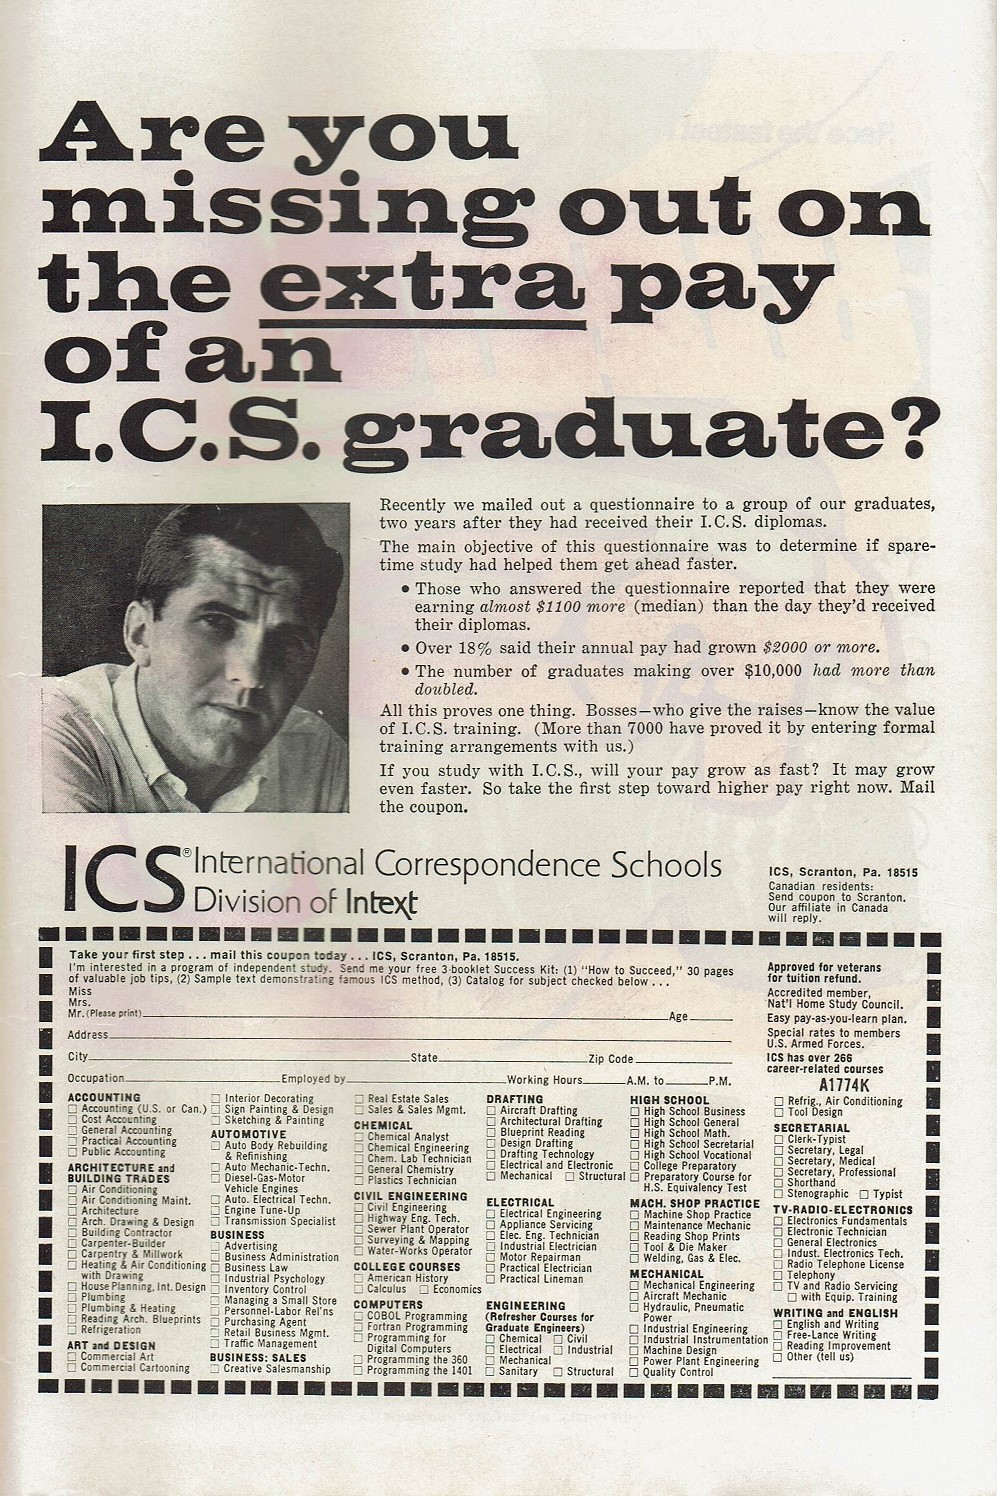 Are you
missing out on
the extra pay
of an
I.C.S. graduate?
Recently we mailed out a questionnaire to a group of our graduates,
two years after they had received their I.C.S. diplomas.
The main objective of this questionnaire was to determine if spare-
time study had helped them get ahead faster.
• Those who answered the questionnaire reported that they were
earning almost $1100 more (median) than the day they'd received
their diplomas.
• Over 18% said their annual pay had grown $2000 or more.
• The number of graduates making over $10,000 had more than
doubled.
All this proves one thing. Bosses—who give the raises—know the value
of I.C.S. training. (More than 7000 have proved it by entering formal
training arrangements with us.)
If you study with I.C.S., will your pay grow as fast? It may grow
even faster. So take the first step toward higher pay right now. Mail
the coupon.
ICS® International Correspondence Schools
Division of Intext
ICS, Scranton, Pa. 18515
Canadian residents:
Send coupon to Scranton.
Our affiliate in Canada
will reply.
Take your first step . . . mail this coupon today . . . ICS, Scranton, Pa. 18515.
I'm interested in a program of independent study. Send me your free 3-booklet Success Kit: (1) "How to Succeed," 30 pages
of valuable job tips, (2) Sample text demonstrating famous ICS method, (3) Catalog for subject checked below . . .
Miss
Mrs.
Mr. (Please print) Age
Address
City State Zip Code
Occupation Employed by Working Hours A.M. to P.M.
Approved for veterans
for tuition refund.
Accredited member,
Nat'l Home Study Council.
Easy pay-as-you-learn plan.
Special rates to members
U.S. Armed Forces.
ICS has over 266
career-related courses
A1774K
ACCOUNTING
Accounting (U.S. or Can.)
Cost Accounting
General Accounting
Practical Accounting
Public Accounting
ARCHITECTURE and
BUILDING TRADES
Air Conditioning
Air Conditioning Maint.
Architecture
Arch. Drawing & Design
Building Contractor
Carpenter-Builder
Carpentry & Millwork
Heating & Air Conditioning
with Drawing
House Planning, Int. Design
Plumbing
Plumbing & Heating
Reading Arch. Blueprints
Refrigeration
ART and DESIGN
Commercial Art
Commercial Cartooning
Interior Decorating
Sign Painting & Design
Sketching & Painting
AUTOMOTIVE
Auto Body Rebuilding
& Refinishing
Auto Mechanic-Techn.
Diesel-Gas-Motor
Vehicle Engines
Auto. Electrical Techn.
Engine Tune-Up
Transmission Specialist
BUSINESS
Advertising
Business Administration
Business Law
Industrial Psychology
Inventory Control
Managing a Small Store
Personnel-Labor Rel'ns
Purchasing Agent
Retail Business Mgmt.
Traffic Management
BUSINESS: SALES
Creative Salesmanship
Real Estate Sales
Sales & Sales Mgmt.
CHEMICAL
Chemical Analyst
Chemical Engineering
Chem. Lab Technician
General Chemistry
Plastics Technician
CIVIL ENGINEERING
Civil Engineering
Highway Eng. Tech.
Sewer Plant Operator
Surveying & Mapping
Water-Works Operator
COLLEGE COURSES
American History
Calculus Economics
COMPUTERS
COBOL Programming
Fortran Programming
Programming for
Digital Computers
Programming the 360
Programming the 1401
DRAFTING
Aircraft Drafting
Architectural Drafting
Blueprint Reading
Design Drafting
Drafting Technology
Electrical and Electronic
Mechanical Structural
ELECTRICAL
Electrical Engineering
Appliance Servicing
Elec. Eng. Technician
Industrial Electrician
Motor Repairman
Practical Electrician
Practical Lineman
ENGINEERING
(Refresher Courses for
Graduate Engineers)
Chemical Civil
Electrical Industrial
Mechanical
Sanitary Structural
HIGH SCHOOL
High School Business
High School General
High School Math.
High School Secretarial
High School Vocational
College Preparatory
Preparatory Course for
H.S. Equivalency Test
MACH. SHOP PRACTICE
Machine Shop Practice
Maintenance Mechanic
Reading Shop Prints
Tool & Die Maker
Welding, Gas & Elec.
MECHANICAL
Mechanical Engineering
Aircraft Mechanic
Hydraulic, Pneumatic
Power
Industrial Engineering
Industrial Instrumentation
Machine Design
Power Plant Engineering
Quality Control
Refrig., Air Conditioning
Tool Design
SECRETARIAL
Clerk-Typist
Secretary, Legal
Secretary, Medical
Secretary, Professional
Shorthand
Stenographic Typist
TV-RADIO-ELECTRONICS
Electronics Fundamentals
Electronic Technician
General Electronics
Indust. Electronics Tech.
Radio Telephone License
Telephony
TV and Radio Servicing
with Equip. Training
WRITING and ENGLISH
English and Writing
Free-Lance Writing
Reading Improvement
Other (tell us)